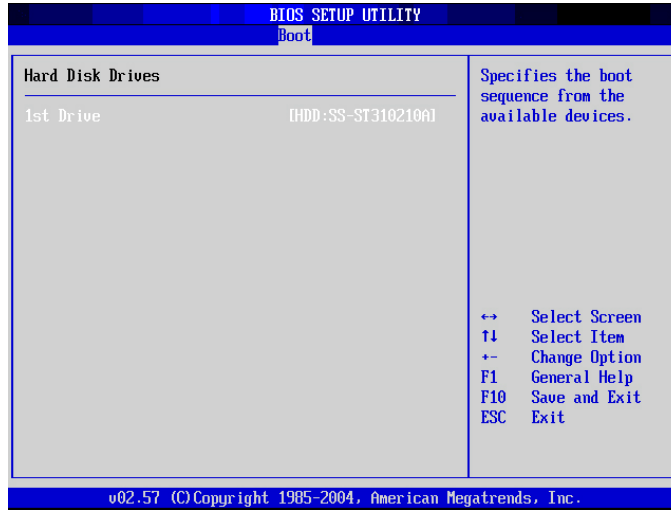 BIOS SETUP UTILITY
Boot
Hard Disk Drives
1st Drive [HDD:SS-ST310210A]
Specifies the boot
sequence from the
available devices.
↔ Select Screen
↑↓ Select Item
+- Change Option
F1 General Help
F10 Save and Exit
ESC Exit
v02.57 (C)Copyright 1985-2004, American Megatrends, Inc.